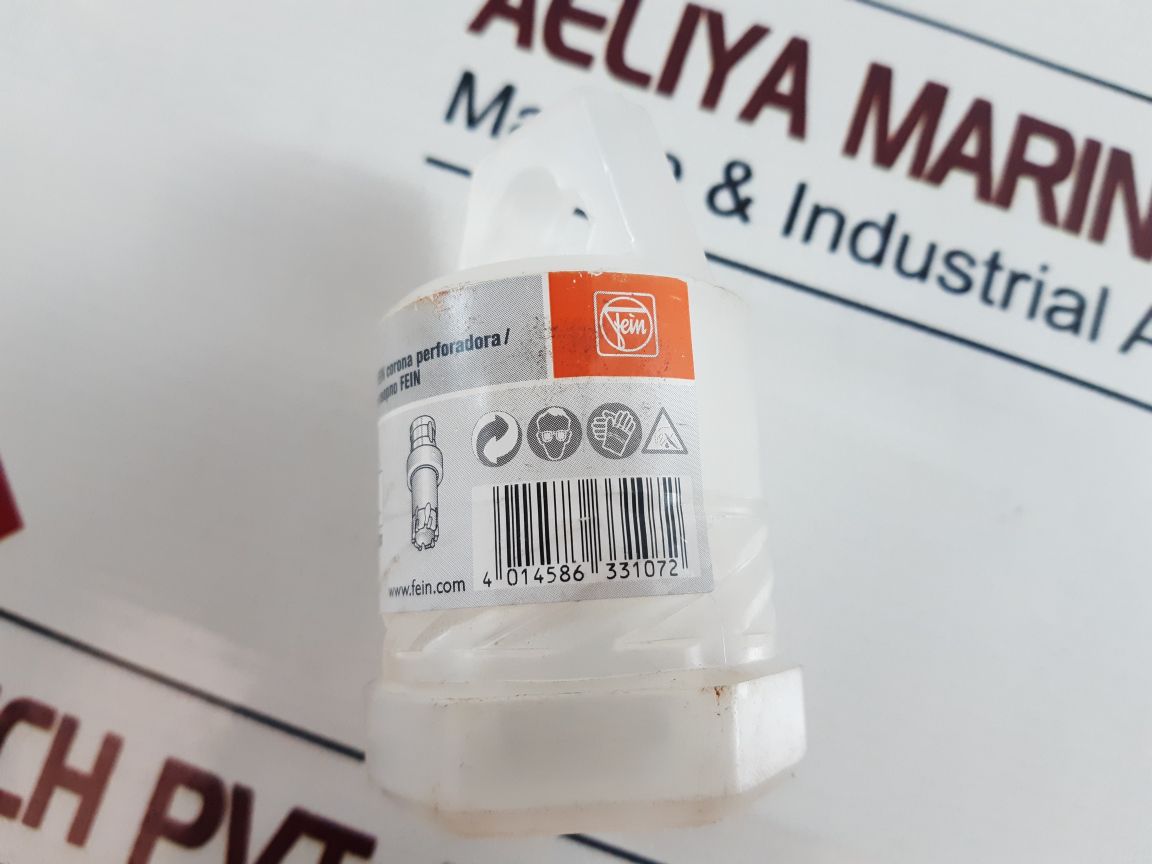 AELIYA MARIN
& Industrial A
fein
corona perforadora/
FEIN
www.fein.com
4 014586 331072
CH PVT